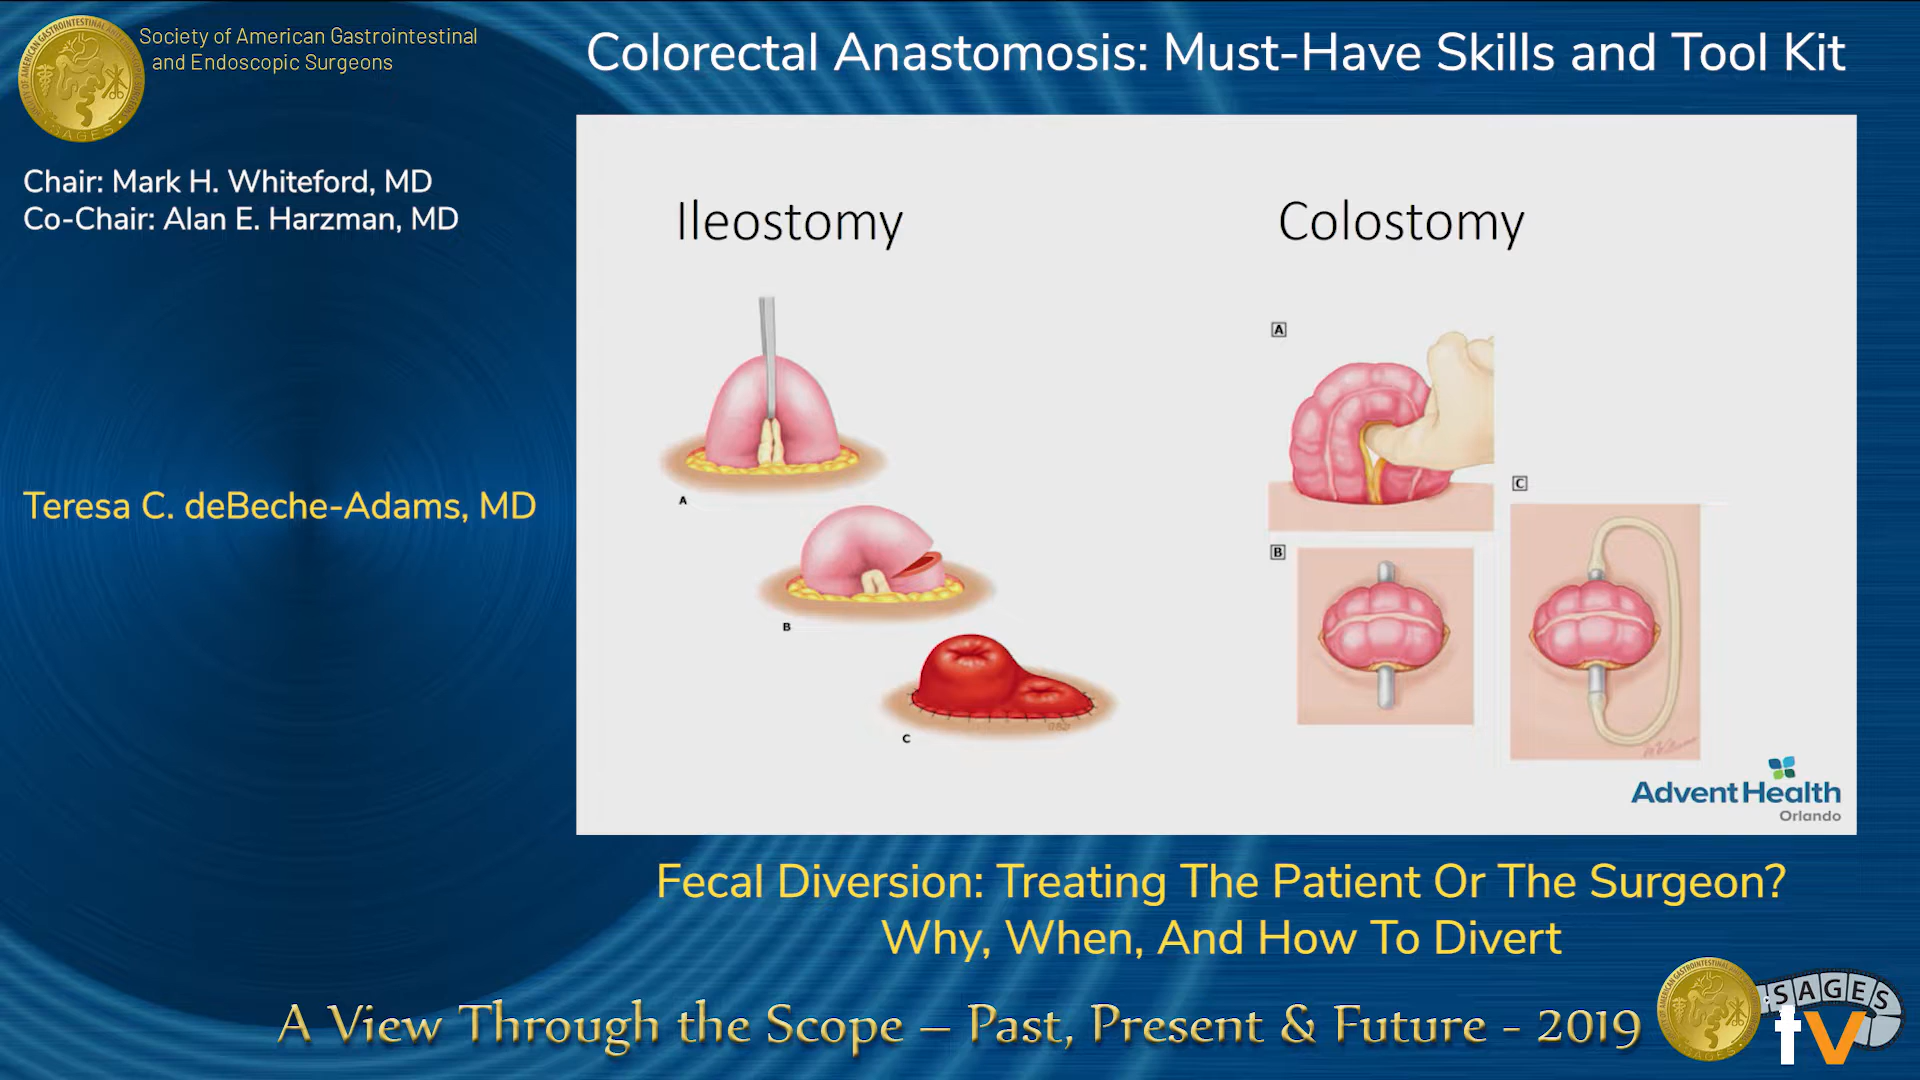 Society of American Gastrointestinal
and Endoscopic Surgeons
Colorectal Anastomosis: Must-Have Skills and Tool Kit
Chair: Mark H. Whiteford, MD
Co-Chair: Alan E. Harzman, MD
Teresa C. deBeche-Adams, MD
Ileostomy
Colostomy
A
B
C
A
B
C
AdventHealth
Orlando
Fecal Diversion: Treating The Patient Or The Surgeon?
Why, When, And How To Divert
A View Through the Scope – Past, Present & Future - 2019
SAGES
tv